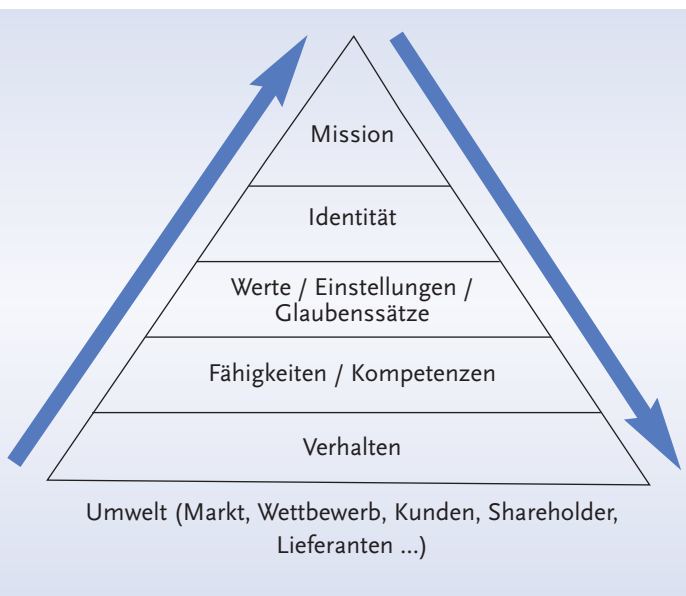 Mission
Identität
Werte / Einstellungen /
Glaubenssätze
Fähigkeiten / Kompetenzen
Verhalten
Umwelt (Markt, Wettbewerb, Kunden, Shareholder,
Lieferanten ...)